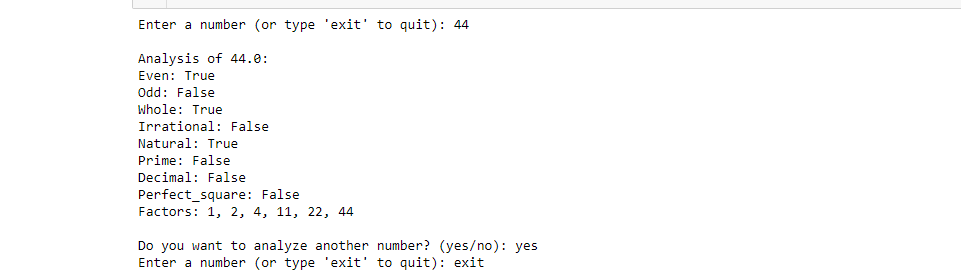 Enter a number (or type 'exit' to quit): 44
Analysis of 44.0:
Even: True
Odd: False
Whole: True
Irrational: False
Natural: True
Prime: False
Decimal: False
Perfect_square: False
Factors: 1, 2, 4, 11, 22, 44
Do you want to analyze another number? (yes/no): yes
Enter a number (or type 'exit' to quit): exit